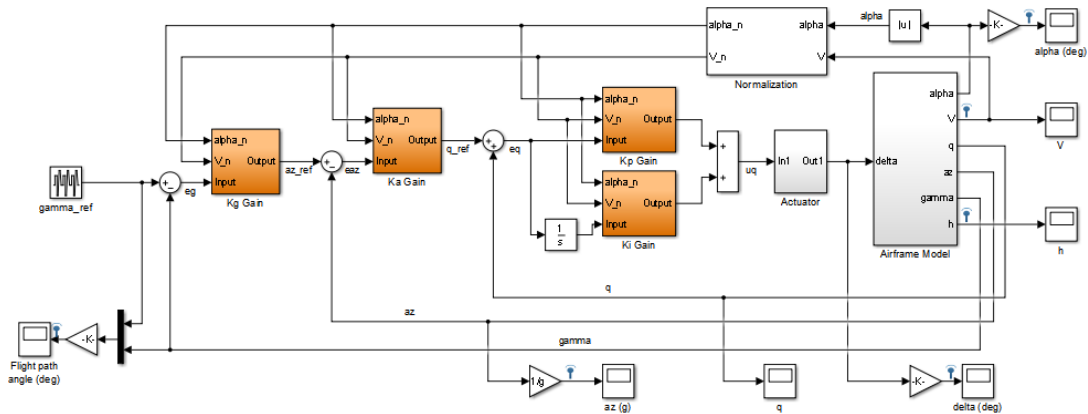 alpha_n
alpha
V_n
V
Normalization
alpha
|u|
-K-
alpha (deg)
alpha_n
V_n
Input
Output
Kg Gain
az_ref
eaz
alpha_n
V_n
Input
Output
Ka Gain
q_ref
eq
alpha_n
V_n
Input
Output
Kp Gain
alpha_n
V_n
Input
Output
Ki Gain
1
s
+
+
uq
In1
Out1
Actuator
delta
alpha
V
q
az
gamma
h
Airframe Model
V
h
gamma_ref
eg
q
az
gamma
-K-
Flight path
angle (deg)
1/g
az (g)
q
-K-
delta (deg)